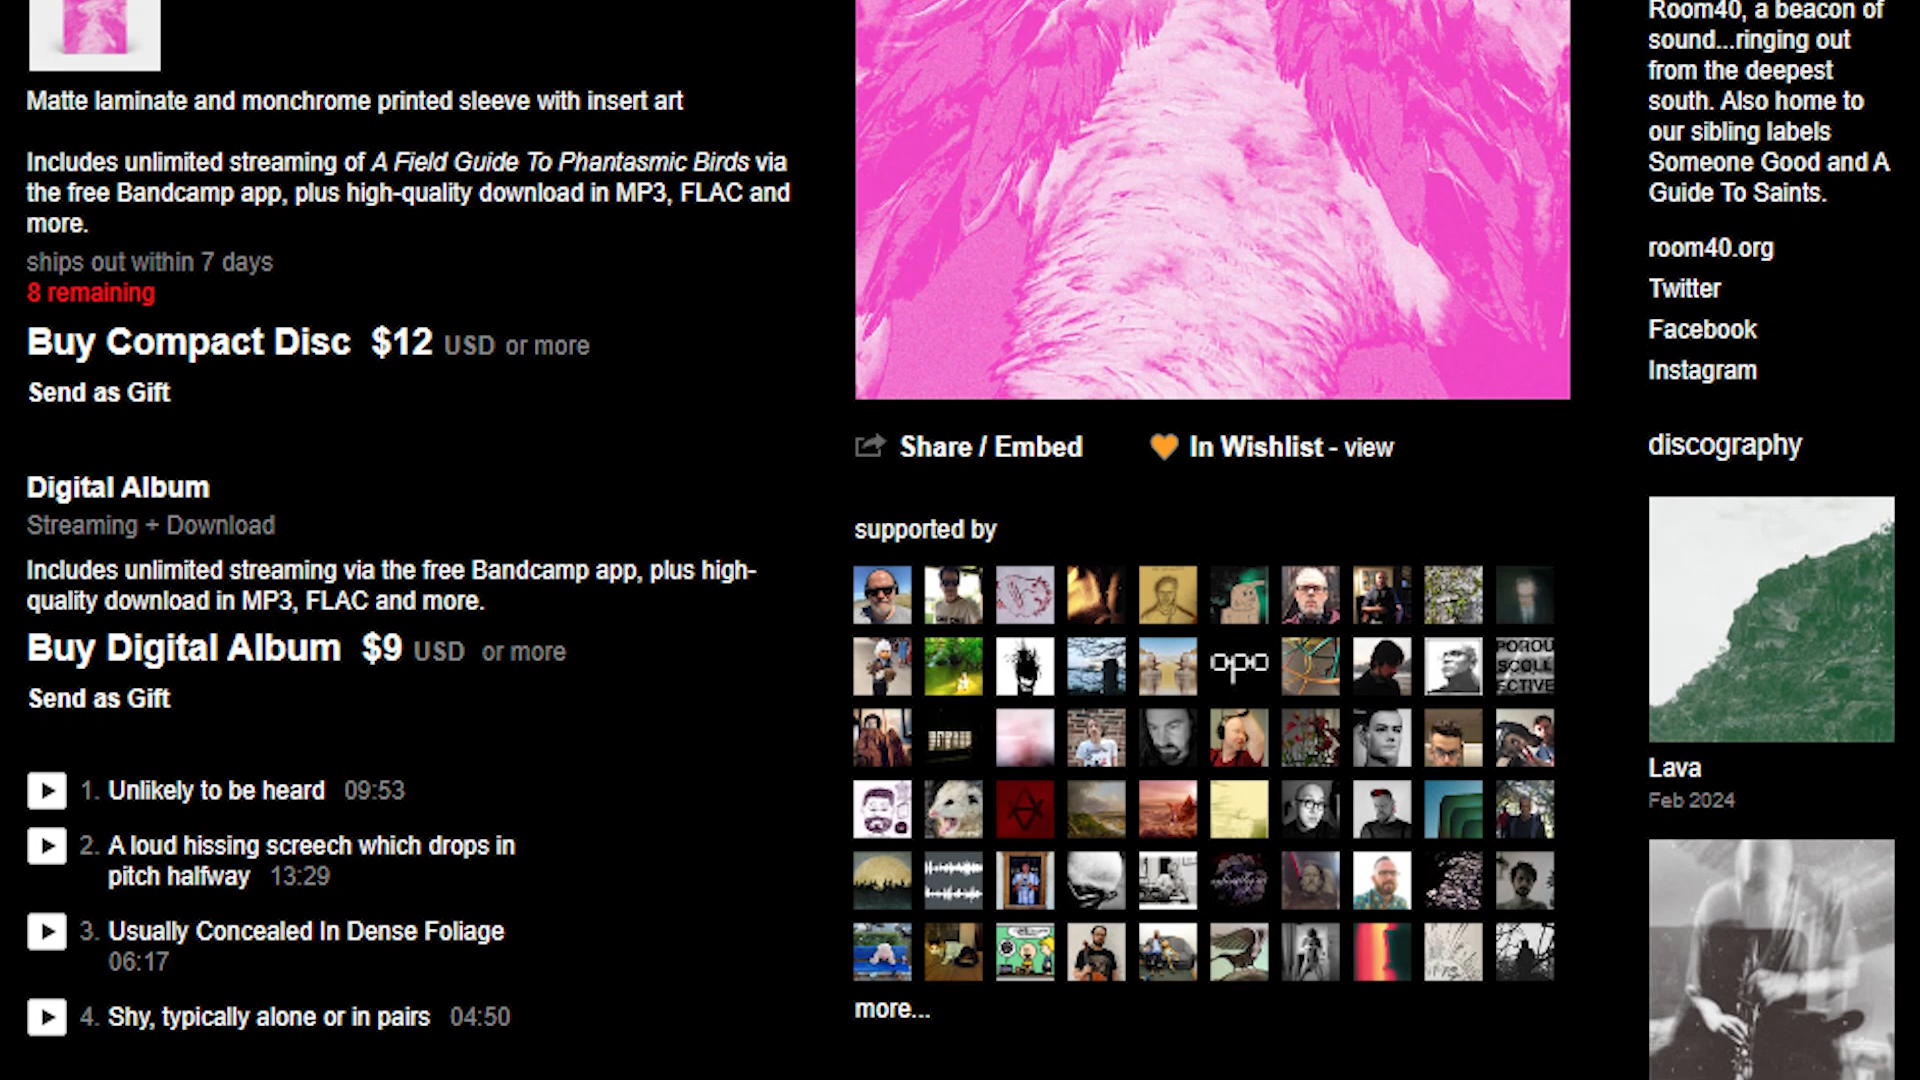 Matte laminate and monchrome printed sleeve with insert art
Includes unlimited streaming of A Field Guide To Phantasmic Birds via
the free Bandcamp app, plus high-quality download in MP3, FLAC and
more.
ships out within 7 days
8 remaining
Buy Compact Disc $12 USD or more
Send as Gift
Digital Album
Streaming + Download
Includes unlimited streaming via the free Bandcamp app, plus high-
quality download in MP3, FLAC and more.
Buy Digital Album $9 USD or more
Send as Gift
1. Unlikely to be heard 09:53
2. A loud hissing screech which drops in
pitch halfway 13:29
3. Usually Concealed In Dense Foliage
06:17
4. Shy, typically alone or in pairs 04:50
Share / Embed
In Wishlist - view
supported by
opo
POROU
SCOLL
ECTIVE
more...
Room40, a beacon of
sound...ringing out
from the deepest
south. Also home to
our sibling labels
Someone Good and A
Guide To Saints.
room40.org
Twitter
Facebook
Instagram
discography
Lava
Feb 2024